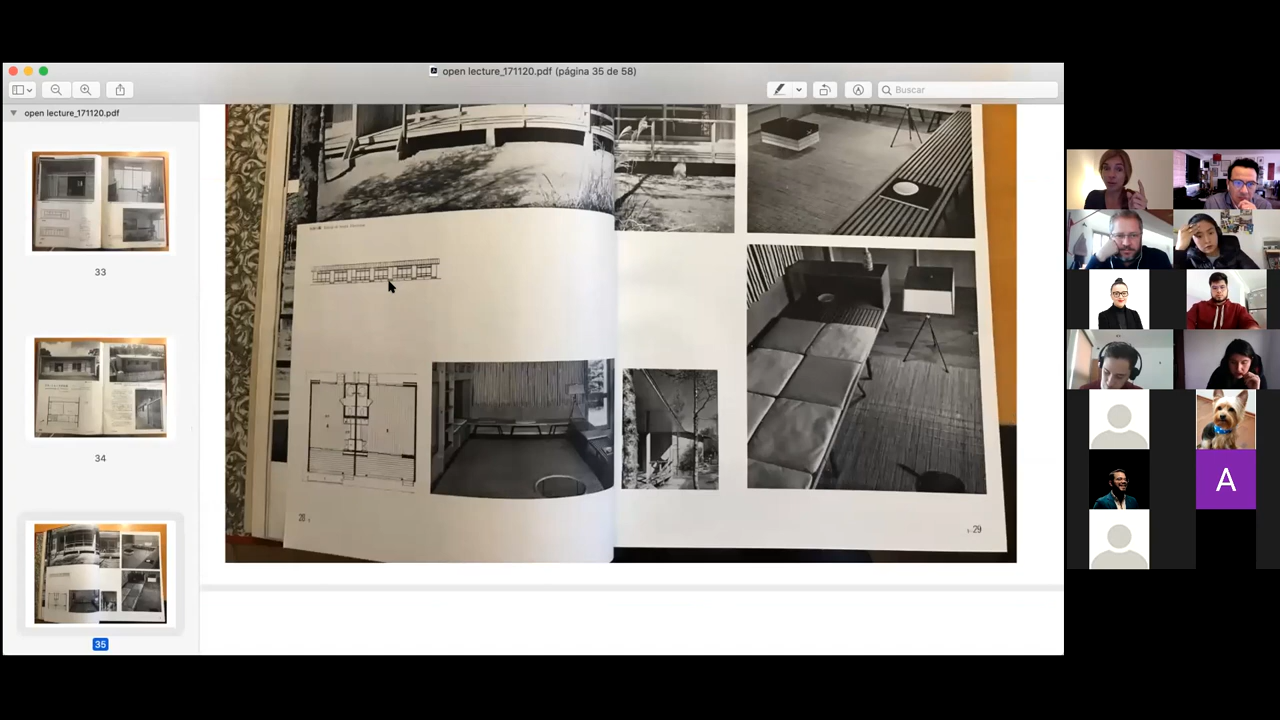 open lecture_171120.pdf (página 35 de 58)
Buscar
open lecture_171120.pdf
33
34
35
28
29
A